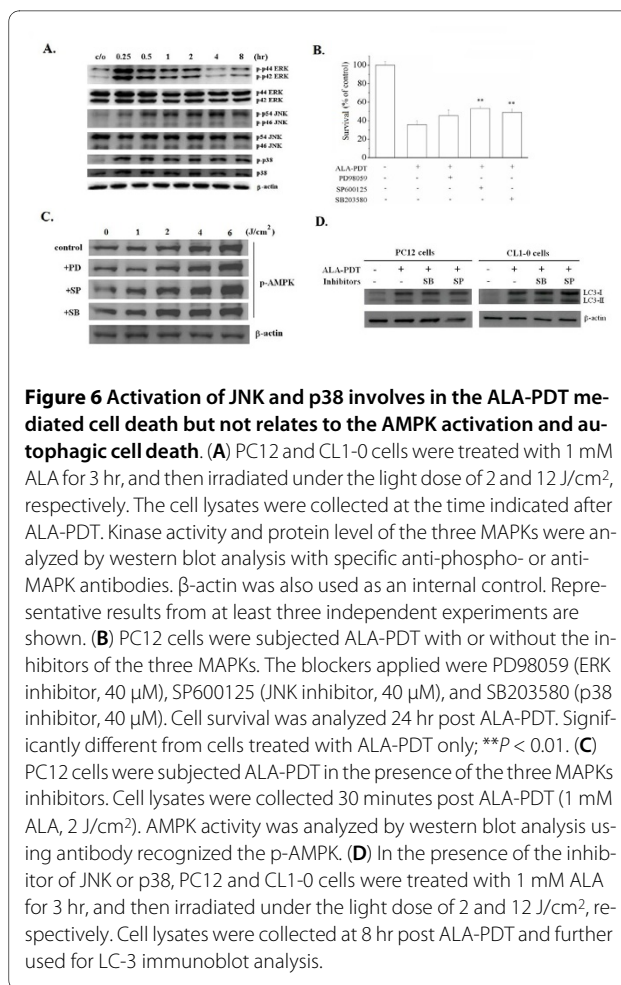 A.
c/o 0.25 0.5 1 2 4 8 (hr)
p-p44 ERK
p-p42 ERK
p44 ERK
p42 ERK
p-p54 JNK
p-p46 JNK
p54 JNK
p46 JNK
p-p38
p38
β-actin
B.
Survival (% of control)
100
80
60
40
20
0
** **
ALA-PDT - + + + +
PD98059 - - + - -
SP600125 - - - + -
SB203580 - - - - +
C.
0 1 2 4 6 (J/cm2)
control
+PD
+SP
+SB
p-AMPK
β-actin
D.
PC12 cells CL1-0 cells
ALA-PDT - + + + - + + +
Inhibitors - - SB SP - - SB SP
LC3-I
LC3-II
β-actin
Figure 6 Activation of JNK and p38 involves in the ALA-PDT me-
diated cell death but not relates to the AMPK activation and au-
tophagic cell death. (A) PC12 and CL1-0 cells were treated with 1 mM
ALA for 3 hr, and then irradiated under the light dose of 2 and 12 J/cm2,
respectively. The cell lysates were collected at the time indicated after
ALA-PDT. Kinase activity and protein level of the three MAPKs were an-
alyzed by western blot analysis with specific anti-phospho- or anti-
MAPK antibodies. β-actin was also used as an internal control. Repre-
sentative results from at least three independent experiments are
shown. (B) PC12 cells were subjected ALA-PDT with or without the in-
hibitors of the three MAPKs. The blockers applied were PD98059 (ERK
inhibitor, 40 μM), SP600125 (JNK inhibitor, 40 μM), and SB203580 (p38
inhibitor, 40 μM). Cell survival was analyzed 24 hr post ALA-PDT. Signif-
icantly different from cells treated with ALA-PDT only; **P < 0.01. (C)
PC12 cells were subjected ALA-PDT in the presence of the three MAPKs
inhibitors. Cell lysates were collected 30 minutes post ALA-PDT (1 mM
ALA, 2 J/cm2). AMPK activity was analyzed by western blot analysis us-
ing antibody recognized the p-AMPK. (D) In the presence of the inhib-
itor of JNK or p38, PC12 and CL1-0 cells were treated with 1 mM ALA
for 3 hr, and then irradiated under the light dose of 2 and 12 J/cm2, re-
spectively. Cell lysates were collected at 8 hr post ALA-PDT and further
used for LC-3 immunoblot analysis.